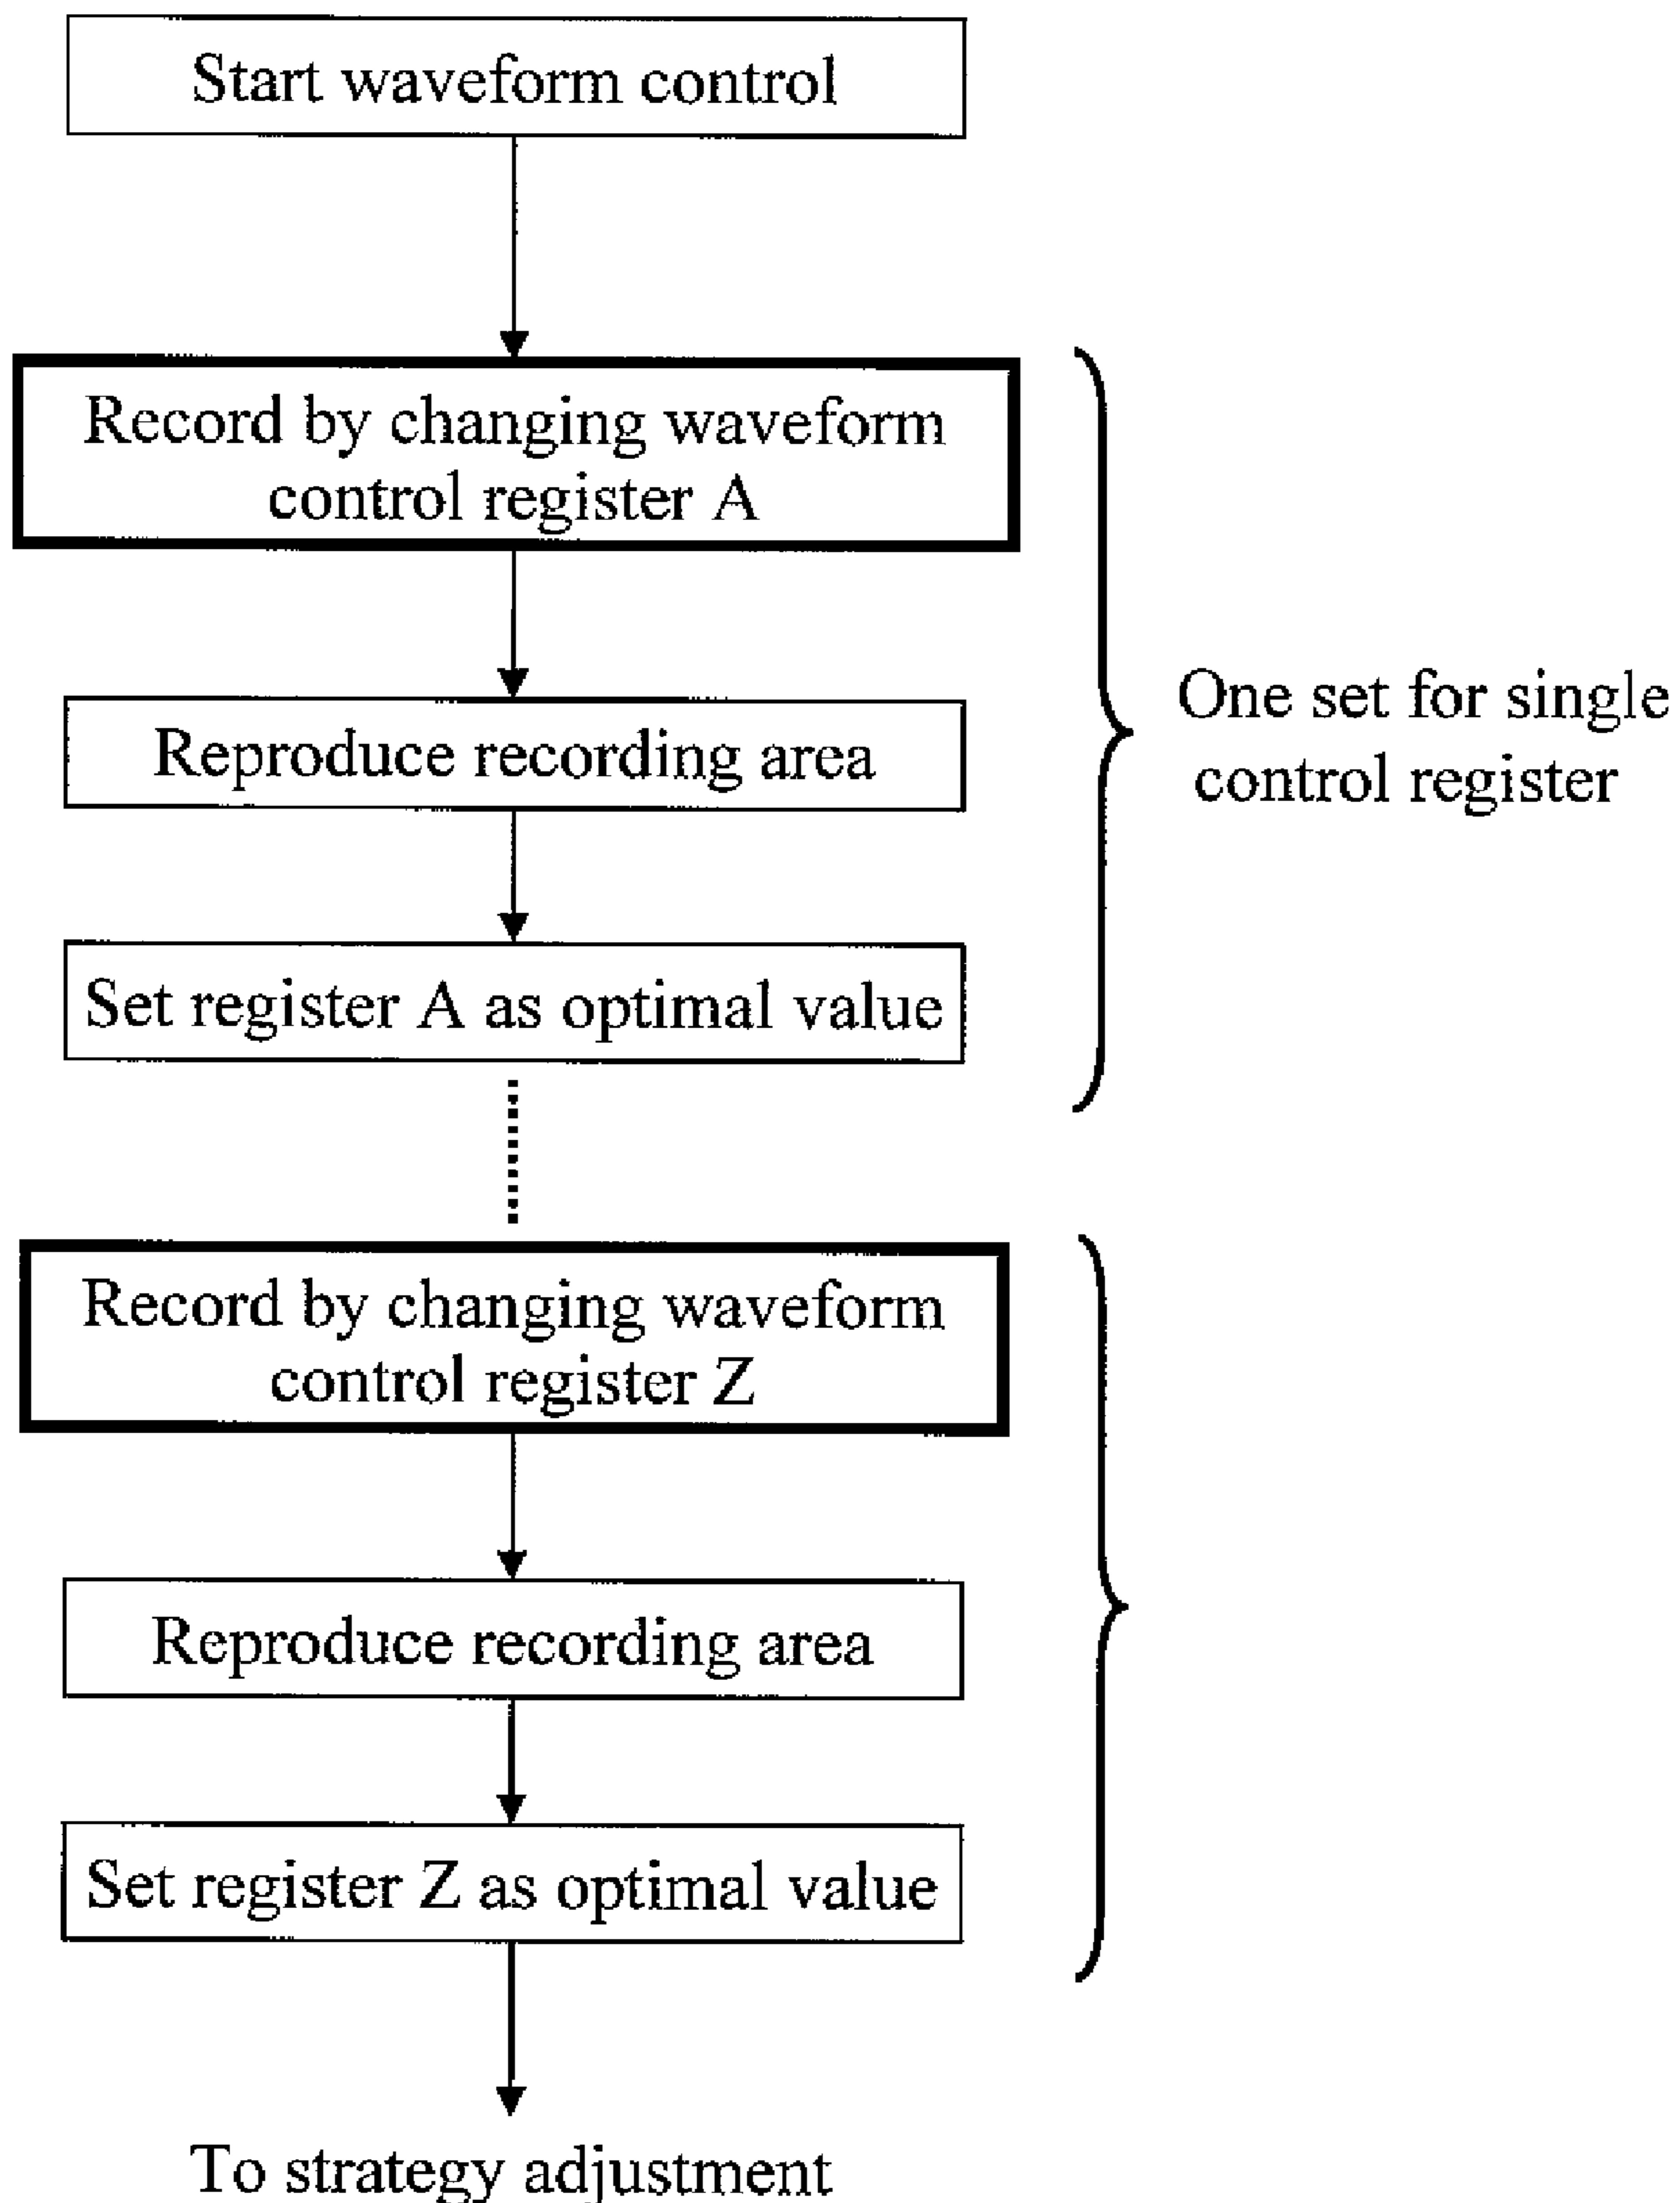 Start waveform control
Record by changing waveform
control register A
Reproduce recording area
One set for single
control register
Set register A as optimal value
Record by changing waveform
control register Z
Reproduce recording area
Set register Z as optimal value
To strategy adjustment